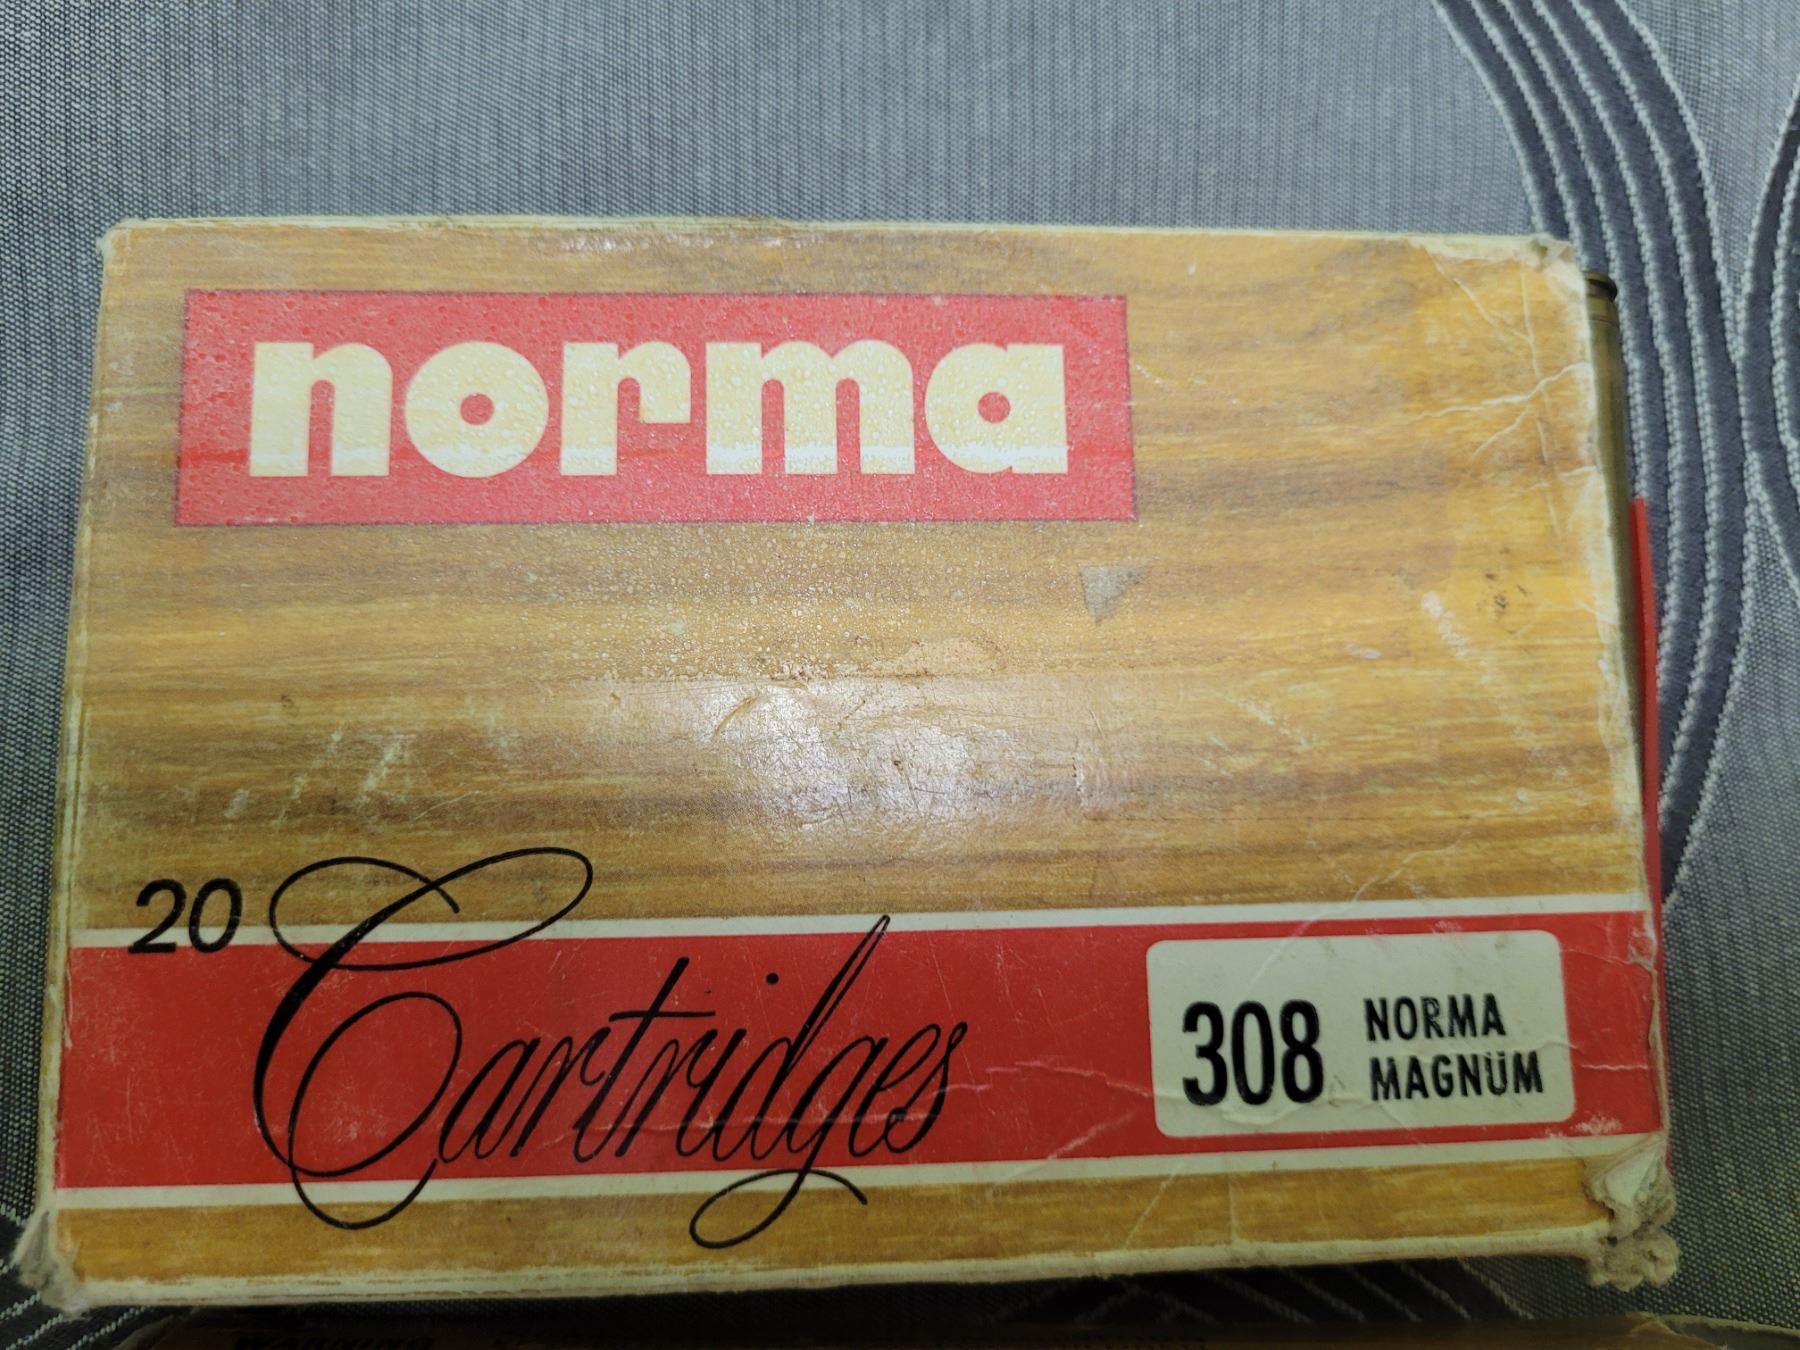 norma
20 Cartridges
308 NORMA
MAGNUM